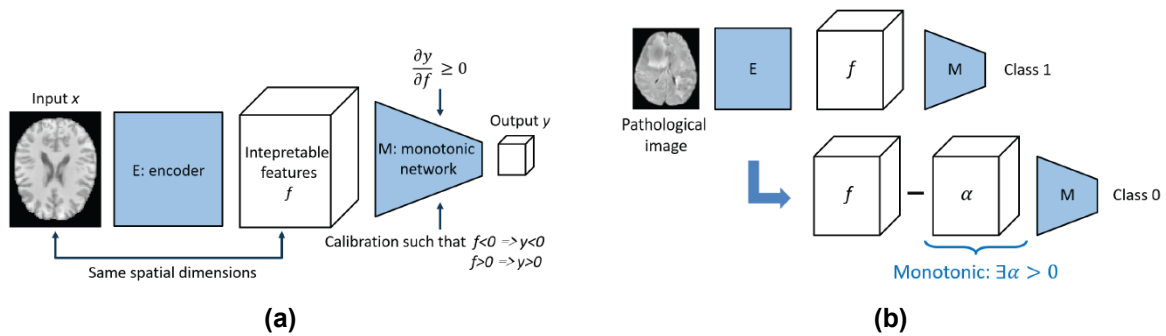 ∂y/∂f ≥ 0
Input x
Output y
E: encoder
Intepretable
features
f
M: monotonic
network
Calibration such that f<0 => y<0
f>0 => y>0
Same spatial dimensions
(a)
E
f
M
Class 1
Pathological
image
f
−
α
M
Class 0
Monotonic: ∃α > 0
(b)